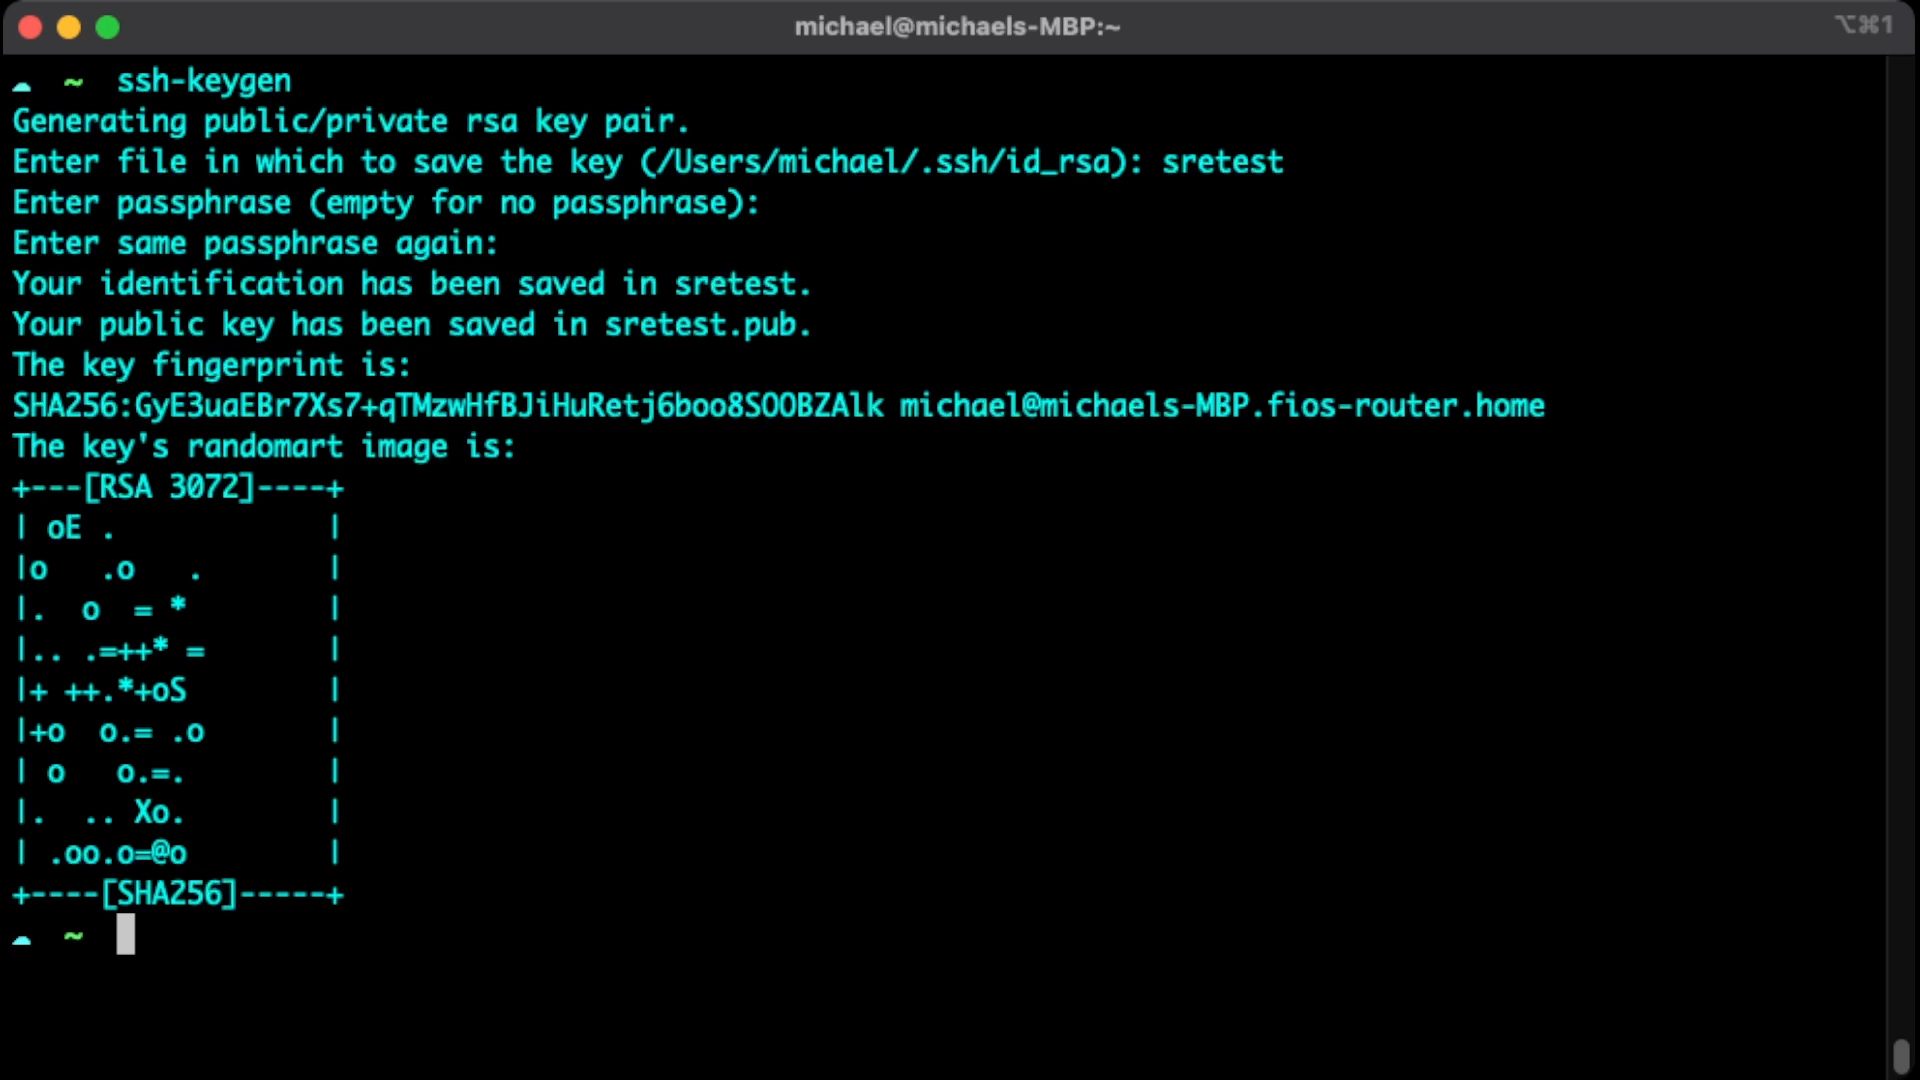 michael@michaels-MBP:~
⌥⌘1
~ ssh-keygen
Generating public/private rsa key pair.
Enter file in which to save the key (/Users/michael/.ssh/id_rsa): sretest
Enter passphrase (empty for no passphrase):
Enter same passphrase again:
Your identification has been saved in sretest.
Your public key has been saved in sretest.pub.
The key fingerprint is:
SHA256:GyE3uaEBr7Xs7+qTMzwHfBJiHuRetj6boo8SOOBZAlk michael@michaels-MBP.fios-router.home
The key's randomart image is:
+---[RSA 3072]----+
| oE .            |
|o   .o   .       |
|.  o  = *        |
|.. .=++* =       |
|+ ++.*+oS        |
|+o  o.= .o       |
| o   o.=.        |
|.  .. Xo.        |
| .oo.o=@o        |
+----[SHA256]-----+
~